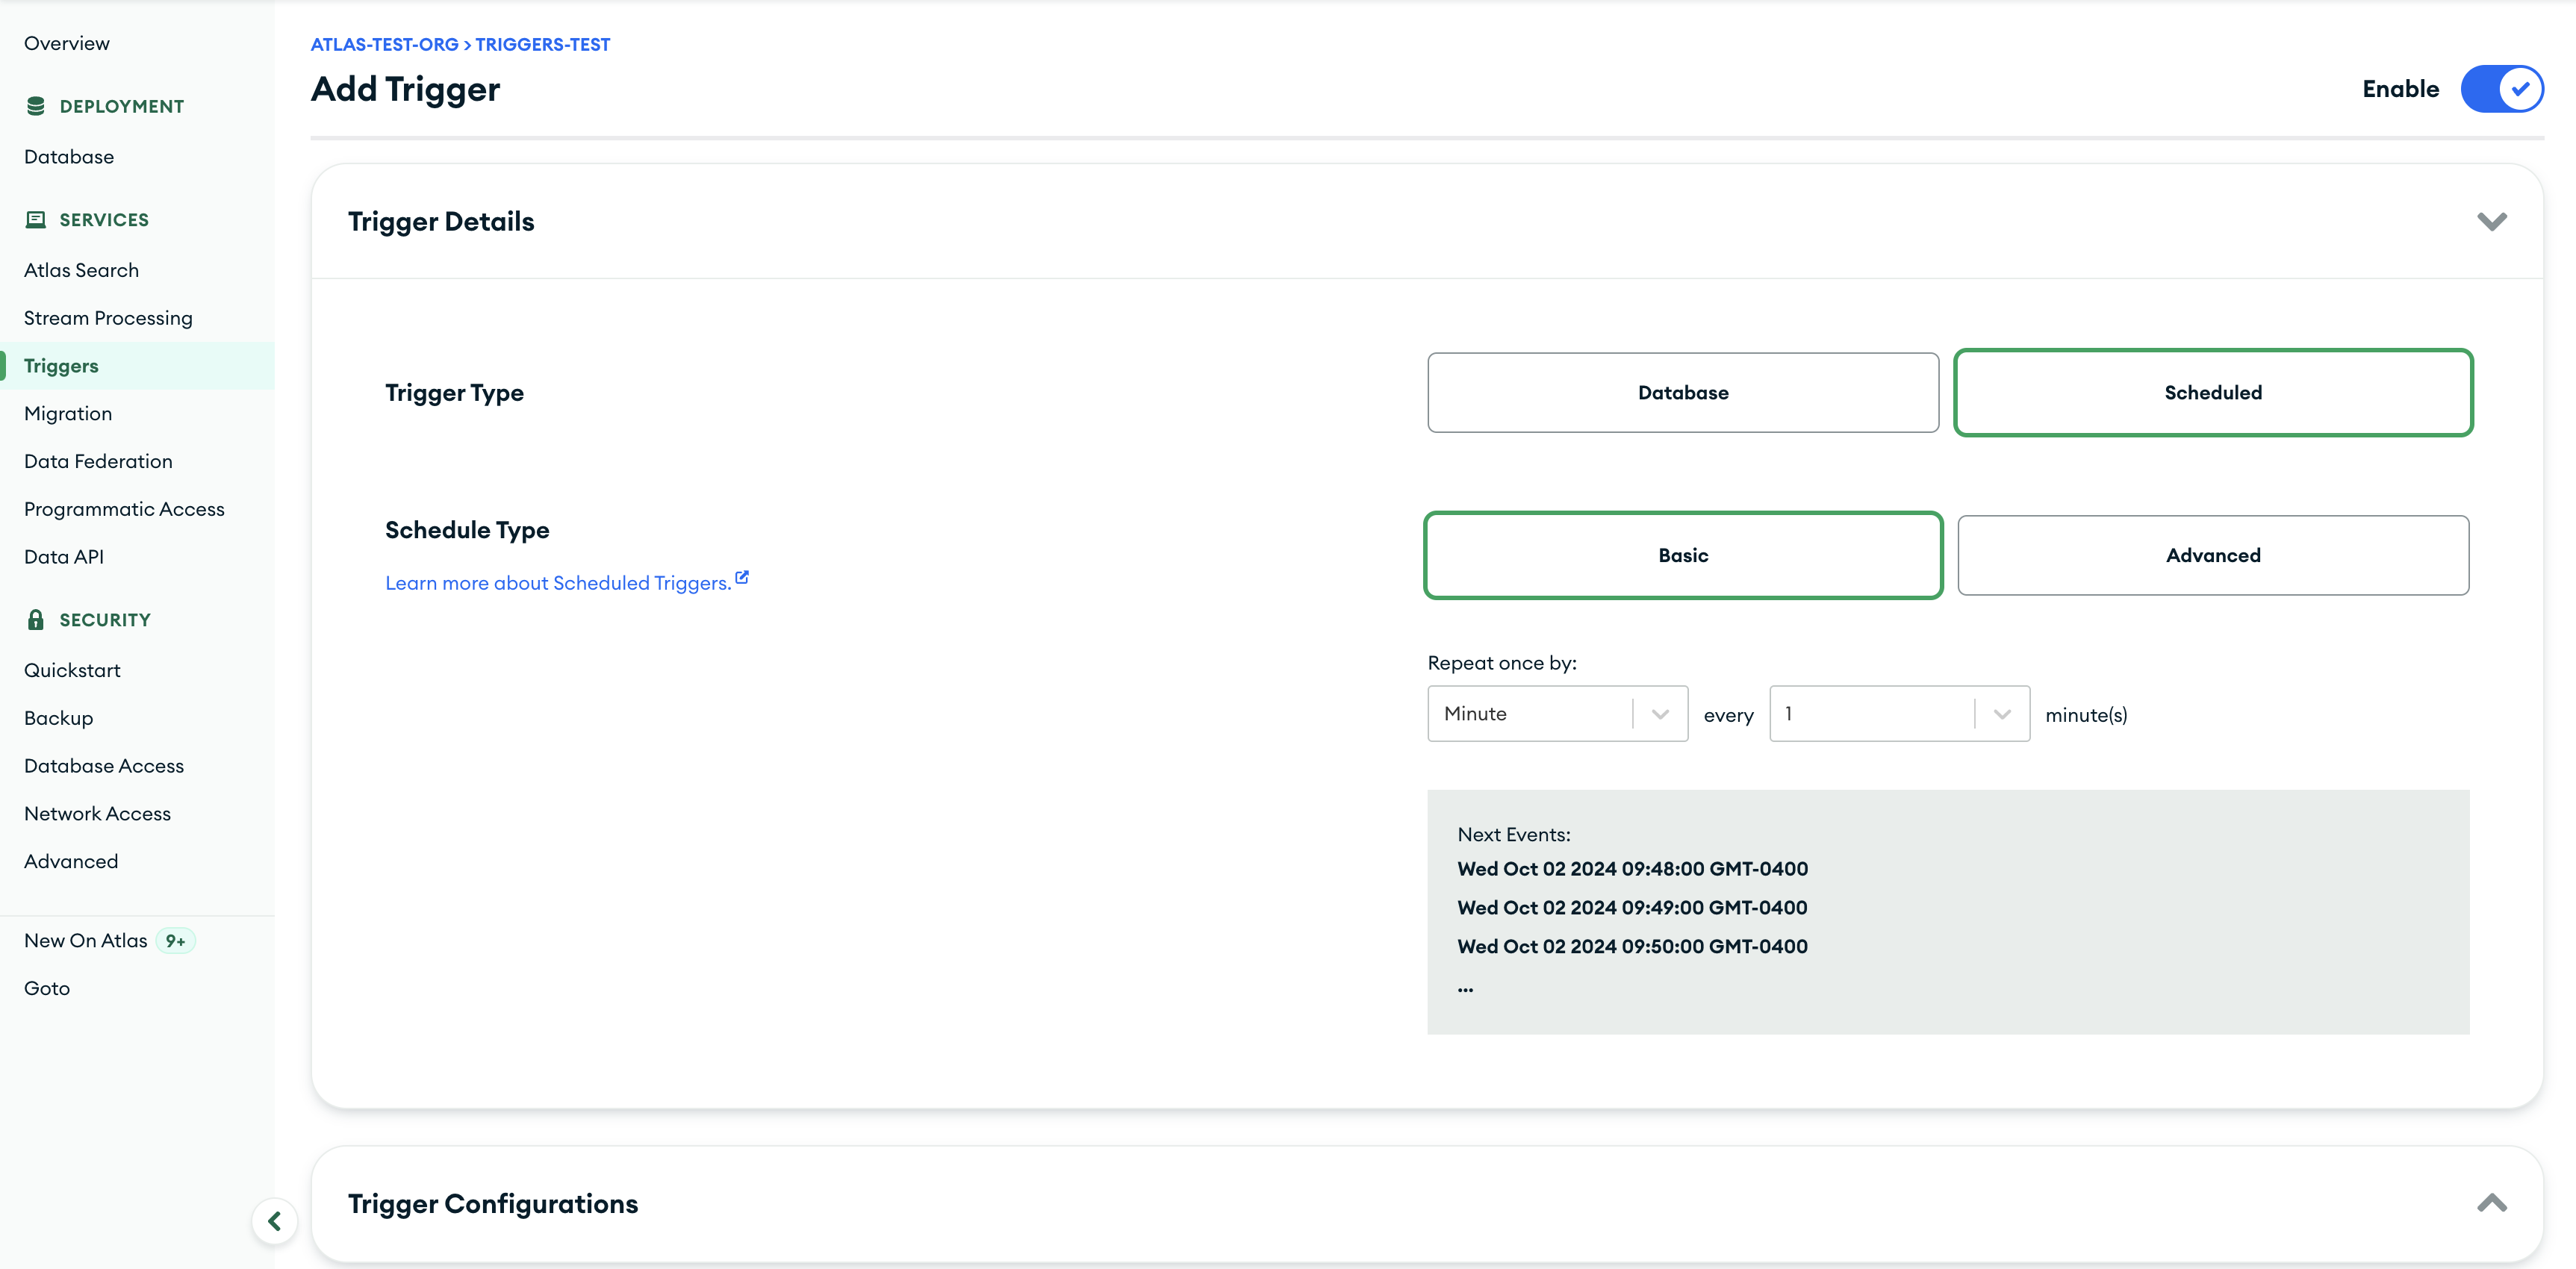 Overview
DEPLOYMENT
Database
SERVICES
Atlas Search
Stream Processing
Triggers
Migration
Data Federation
Programmatic Access
Data API
SECURITY
Quickstart
Backup
Database Access
Network Access
Advanced
New On Atlas 9+
Goto
ATLAS-TEST-ORG > TRIGGERS-TEST
Add Trigger
Enable
Trigger Details
Trigger Type
Database
Scheduled
Schedule Type
Learn more about Scheduled Triggers.
Basic
Advanced
Repeat once by:
Minute every 1 minute(s)
Next Events:
Wed Oct 02 2024 09:48:00 GMT-0400
Wed Oct 02 2024 09:49:00 GMT-0400
Wed Oct 02 2024 09:50:00 GMT-0400
...
Trigger Configurations